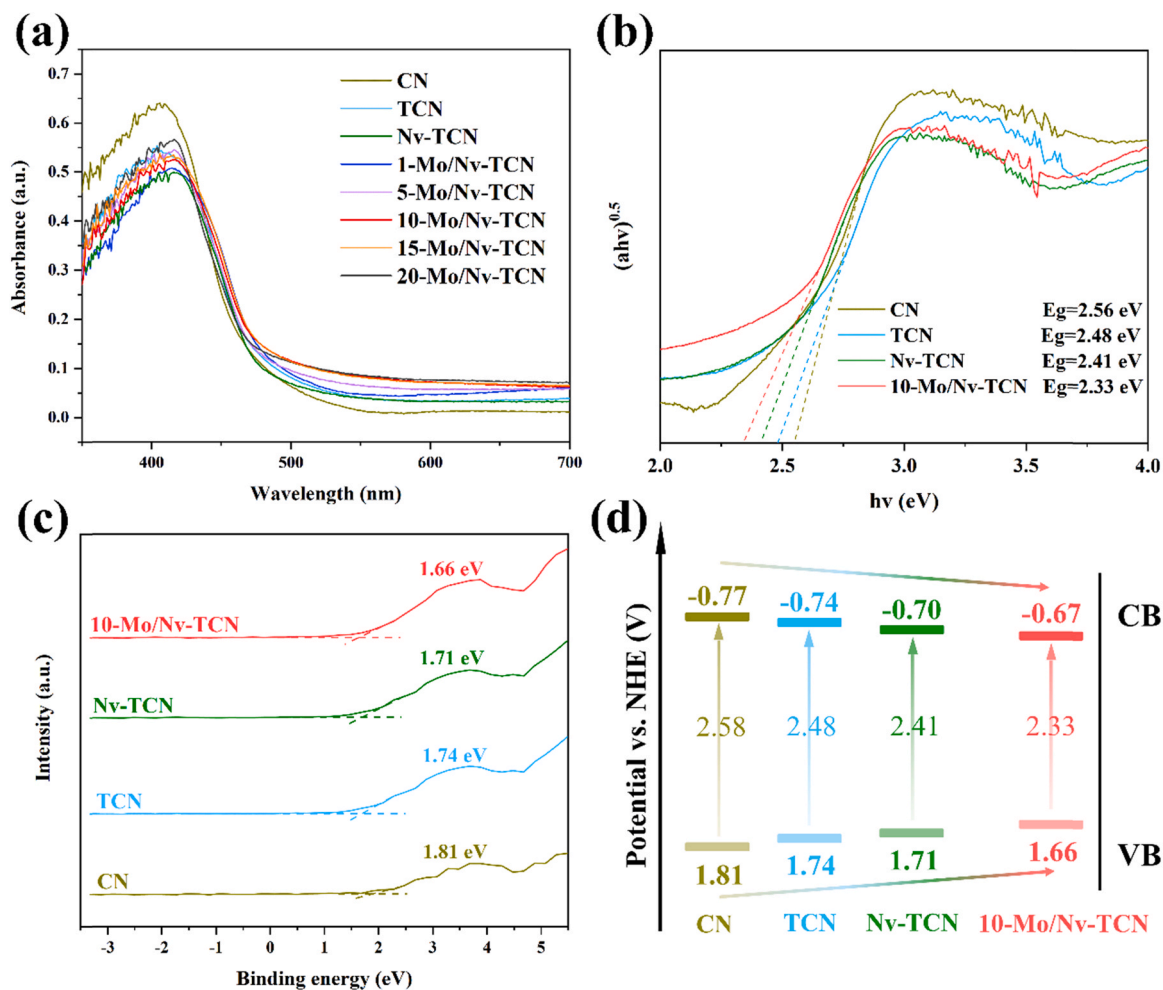 (a)
0.7
0.6
0.5
0.4
0.3
0.2
0.1
0.0
Absorbance (a.u.)
CN
TCN
Nv-TCN
1-Mo/Nv-TCN
5-Mo/Nv-TCN
10-Mo/Nv-TCN
15-Mo/Nv-TCN
20-Mo/Nv-TCN
400 500 600 700
Wavelength (nm)
(b)
(ahv)^0.5
CN Eg=2.56 eV
TCN Eg=2.48 eV
Nv-TCN Eg=2.41 eV
10-Mo/Nv-TCN Eg=2.33 eV
2.0 2.5 3.0 3.5 4.0
hv (eV)
(c)
Intensity (a.u.)
1.66 eV
10-Mo/Nv-TCN
1.71 eV
Nv-TCN
1.74 eV
TCN
1.81 eV
CN
-3 -2 -1 0 1 2 3 4 5
Binding energy (eV)
(d)
Potential vs. NHE (V)
-0.77 -0.74 -0.70 -0.67 CB
2.58 2.48 2.41 2.33
1.81 1.74 1.71 1.66 VB
CN TCN Nv-TCN 10-Mo/Nv-TCN